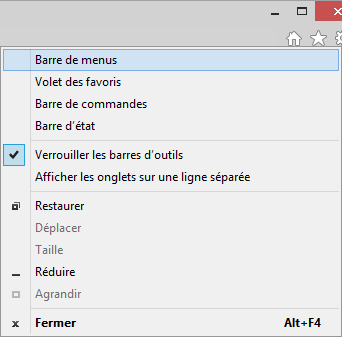 Barre de menus
Volet des favoris
Barre de commandes
Barre d'état
Verrouiller les barres d'outils
Afficher les onglets sur une ligne séparée
Restaurer
Déplacer
Taille
Réduire
Agrandir
Fermer Alt+F4